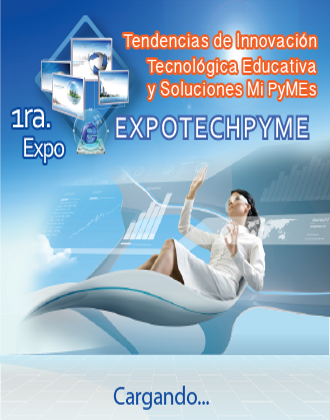 Tendencias de Innovación
Tecnológica Educativa
y Soluciones Mi PyMEs
1ra.
Expo
EXPOTECHPYME
Cargando...